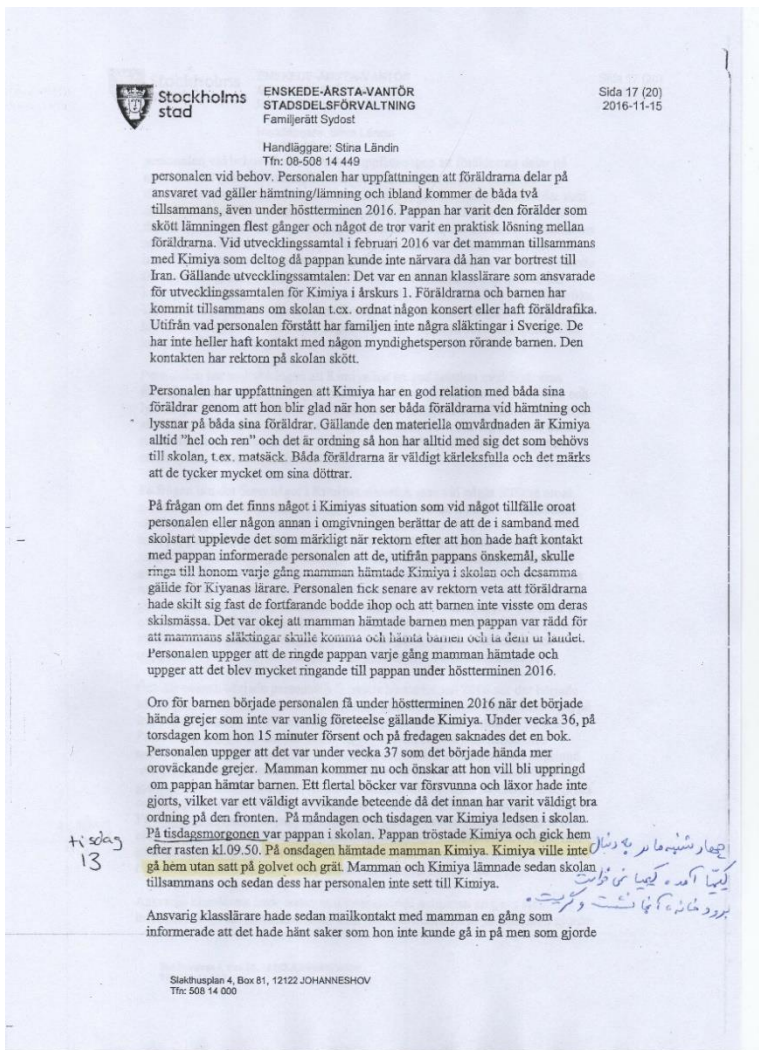 Stockholms
stad
ENSKEDE-ÅRSTA-VANTÖR
STADSDELSFÖRVALTNING
Familjerätt Sydost
Sida 17 (20)
2016-11-15
Handläggare: Stina Ländin
Tfn: 08-508 14 449
personalen vid behov. Personalen har uppfattningen att föräldrarna delar på
ansvaret vad gäller hämtning/lämning och ibland kommer de båda två
tillsammans, även under höstterminen 2016. Pappan har varit den förälder som
skött lämningen flest gånger och något de tror varit en praktisk lösning mellan
föräldrarna. Vid utvecklingssamtal i februari 2016 var det mamman tillsammans
med Kimiya som deltog då pappan kunde inte närvara då han var bortrest till
Iran. Gällande utvecklingssamtalen: Det var en annan klasslärare som ansvarade
för utvecklingssamtalen för Kimiya i årskurs 1. Föräldrarna och barnen har
kommit tillsammans om skolan t.ex. ordnat någon konsert eller haft föräldrafika.
Utifrån vad personalen förstått har familjen inte några släktingar i Sverige. De
har inte heller haft kontakt med någon myndighetsperson rörande barnen. Den
kontakten har rektorn på skolan skött.
Personalen har uppfattningen att Kimiya har en god relation med båda sina
föräldrar genom att hon blir glad när hon ser båda föräldrarna vid hämtning och
lyssnar på båda sina föräldrar. Gällande den materiella omvårdnaden är Kimiya
alltid ”hel och ren” och det är ordning så hon har alltid med sig det som behövs
till skolan, t.ex. matsäck. Båda föräldrarna är väldigt kärleksfulla och det märks
att de tycker mycket om sina döttrar.
På frågan om det finns något i Kimiyas situation som vid något tillfälle oroat
personalen eller någon annan i omgivningen berättar de att de i samband med
skolstart upplevde det som märkligt när rektorn efter att hon hade haft kontakt
med pappan informerade personalen att de, utifrån pappans önskemål, skulle
ringa till honom varje gång mamman hämtade Kimiya i skolan och desamma
gällde för Kiyanas lärare. Personalen fick senare av rektorn veta att föräldrarna
hade skilt sig fast de fortfarande bodde ihop och att barnen inte visste om deras
skilsmässa. Det var okej att mamman hämtade barnen men pappan var rädd för
att mammans släktingar skulle komma och hämta barnen och ta dem ur landet.
Personalen uppger att de ringde pappan varje gång mamman hämtade och
uppger att det blev mycket ringande till pappan under höstterminen 2016.
Oro för barnen började personalen få under höstterminen 2016 när det började
hända grejer som inte var vanlig företeelse gällande Kimiya. Under vecka 36, på
torsdagen kom hon 15 minuter försent och på fredagen saknades det en bok.
Personalen uppger att det var under vecka 37 som det började hända mer
oroväckande grejer. Mamman kommer nu och önskar att hon vill bli uppringd
om pappan hämtar barnen. Ett flertal böcker var försvunna och läxor hade inte
gjorts, vilket var ett väldigt avvikande beteende då det innan har varit väldigt bra
ordning på den fronten. På måndagen och tisdagen var Kimiya ledsen i skolan.
På tisdagsmorgonen var pappan i skolan. Pappan tröstade Kimiya och gick hem
efter rasten kl.09.50. På onsdagen hämtade mamman Kimiya. Kimiya ville inte
gå hem utan satt på golvet och grät. Mamman och Kimiya lämnade sedan skolan
tillsammans och sedan dess har personalen inte sett till Kimiya.
tisdag
13
چهارشنبه مادر به دنبال
کیمیا آمده کیمیا نمی خواست
برود خانه، آنجا نشست و گریست.
Ansvarig klasslärare hade sedan mailkontakt med mamman en gång som
informerade att det hade hänt saker som hon inte kunde gå in på men som gjorde
Slakthusplan 4, Box 81, 12122 JOHANNESHOV
Tfn: 508 14 000